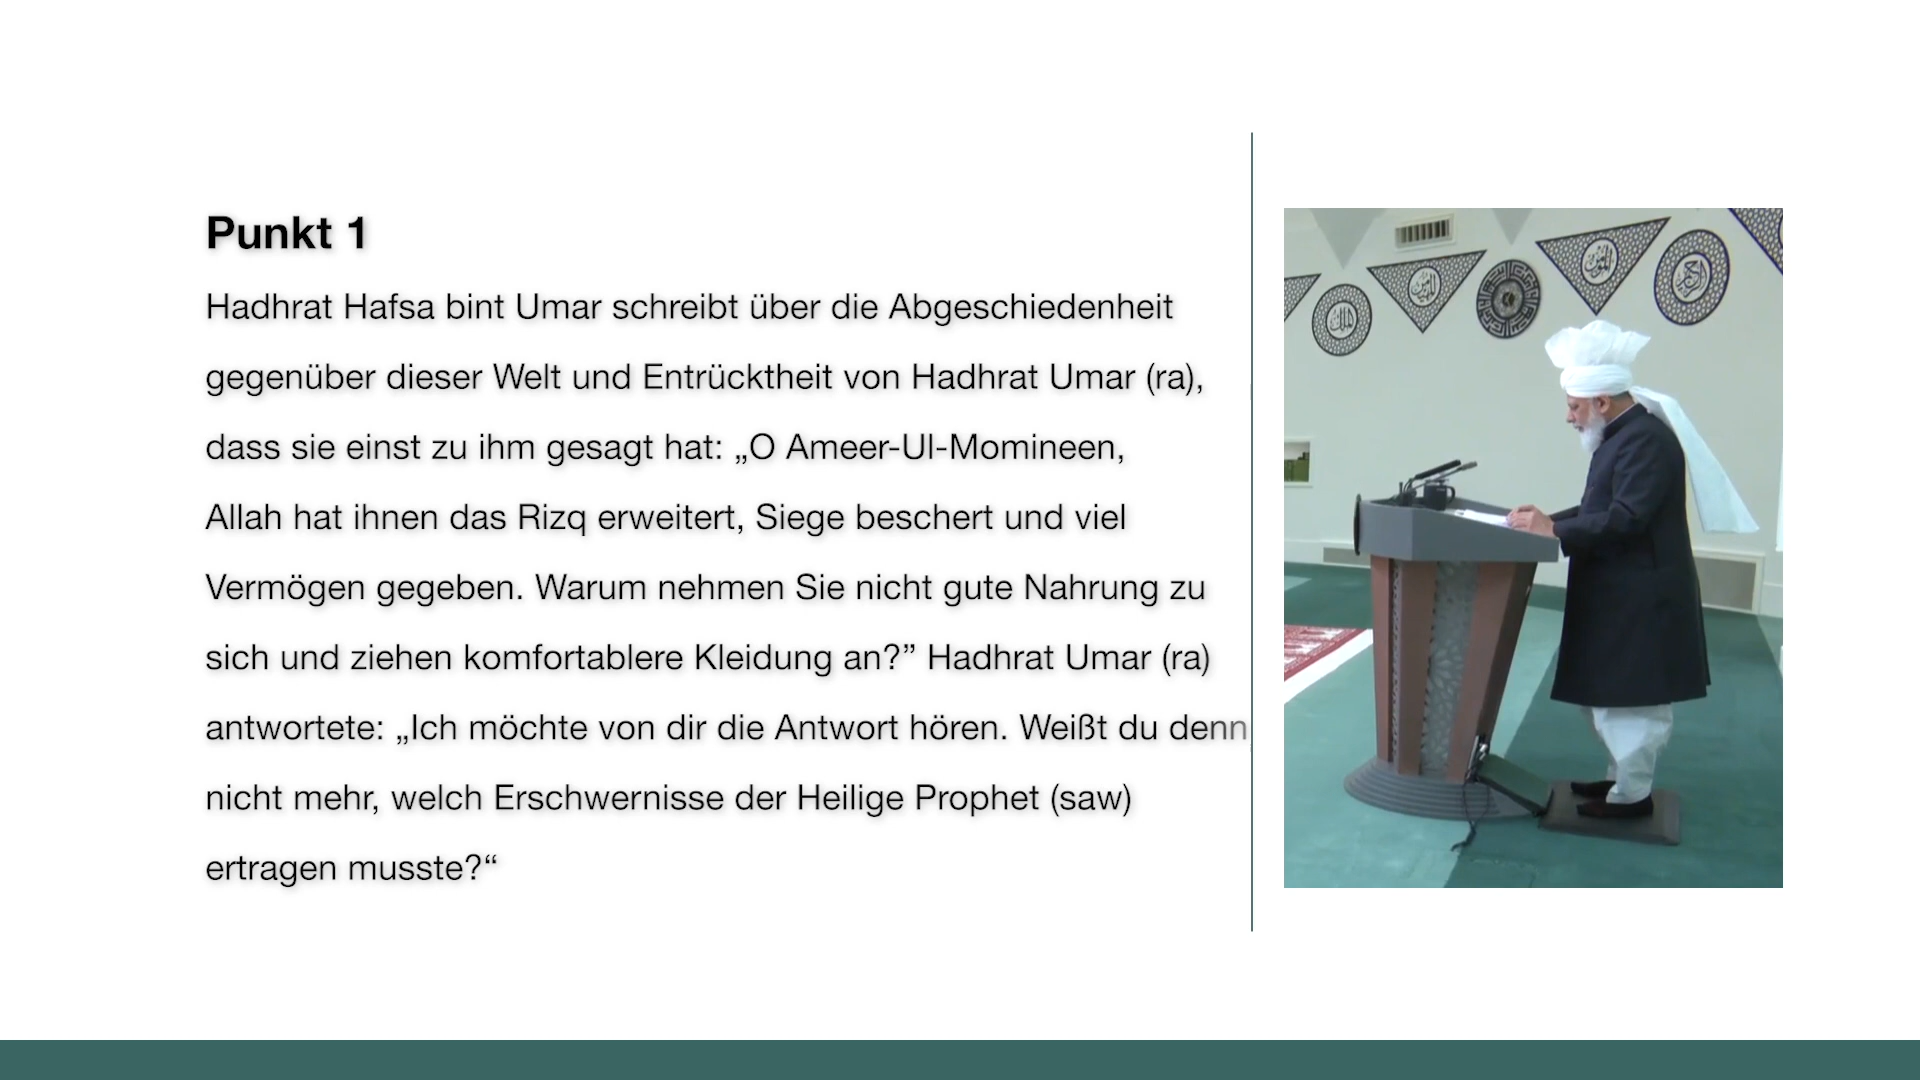 Punkt 1
Hadhrat Hafsa bint Umar schreibt über die Abgeschiedenheit
gegenüber dieser Welt und Entrücktheit von Hadhrat Umar (ra),
dass sie einst zu ihm gesagt hat: „O Ameer-Ul-Momineen,
Allah hat ihnen das Rizq erweitert, Siege beschert und viel
Vermögen gegeben. Warum nehmen Sie nicht gute Nahrung zu
sich und ziehen komfortablere Kleidung an?” Hadhrat Umar (ra)
antwortete: „Ich möchte von dir die Antwort hören. Weißt du denn
nicht mehr, welch Erschwernisse der Heilige Prophet (saw)
ertragen musste?“